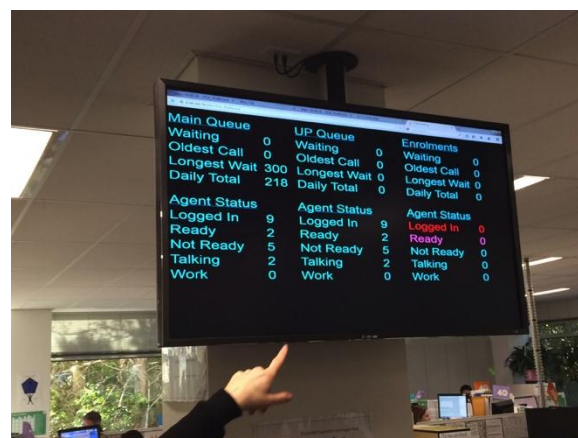 Main Queue
Waiting 0
Oldest Call 0
Longest Wait 300
Daily Total 218
Agent Status
Logged In 9
Ready 2
Not Ready 5
Talking 2
Work 0
UP Queue
Waiting 0
Oldest Call 0
Longest Wait 0
Daily Total 0
Agent Status
Logged In 9
Ready 2
Not Ready 5
Talking 2
Work 0
Enrolments
Waiting 0
Oldest Call 0
Longest Wait 0
Daily Total 0
Agent Status
Logged In 0
Ready 0
Not Ready 0
Talking 0
Work 0
4D